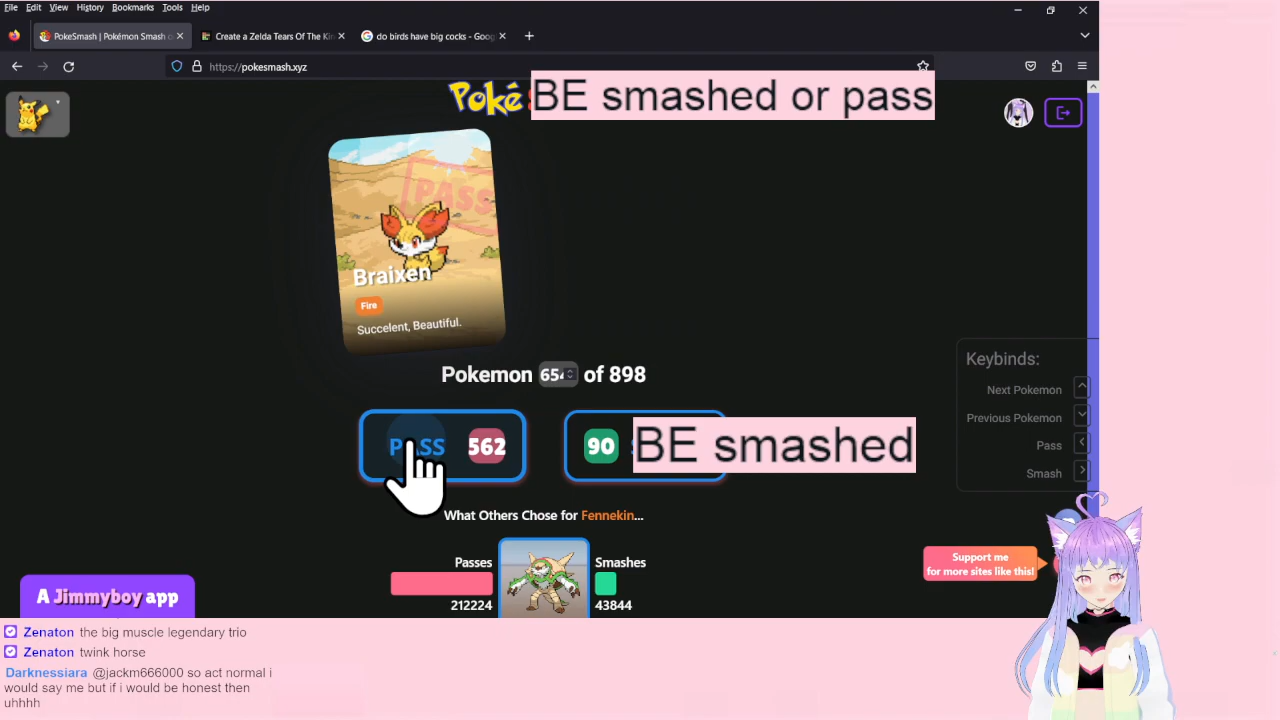 File Edit View History Bookmarks Tools Help
PokeSmash | Pokémon Smash o
Create a Zelda Tears Of The Kin
do birds have big cocks - Goog
https://pokesmash.xyz
Poké
BE smashed or pass
PASS
Braixen
Fire
Succelent, Beautiful.
Pokemon 654 of 898
PASS 562
90
BE smashed
Keybinds:
Next Pokemon
Previous Pokemon
Pass
Smash
What Others Chose for Fennekin...
Passes
212224
Smashes
43844
Support me
for more sites like this!
A Jimmyboy app
Zenaton the big muscle legendary trio
Zenaton twink horse
Darknessiara @jackm666000 so act normal i
would say me but if i would be honest then
uhhhh